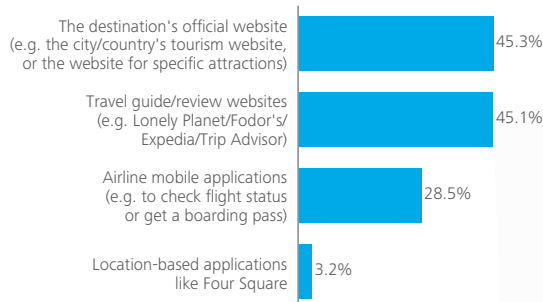 The destination's official website
(e.g. the city/country's tourism website,
or the website for specific attractions)
45.3%
Travel guide/review websites
(e.g. Lonely Planet/Fodor's/
Expedia/Trip Advisor)
45.1%
Airline mobile applications
(e.g. to check flight status
or get a boarding pass)
28.5%
Location-based applications
like Four Square
3.2%